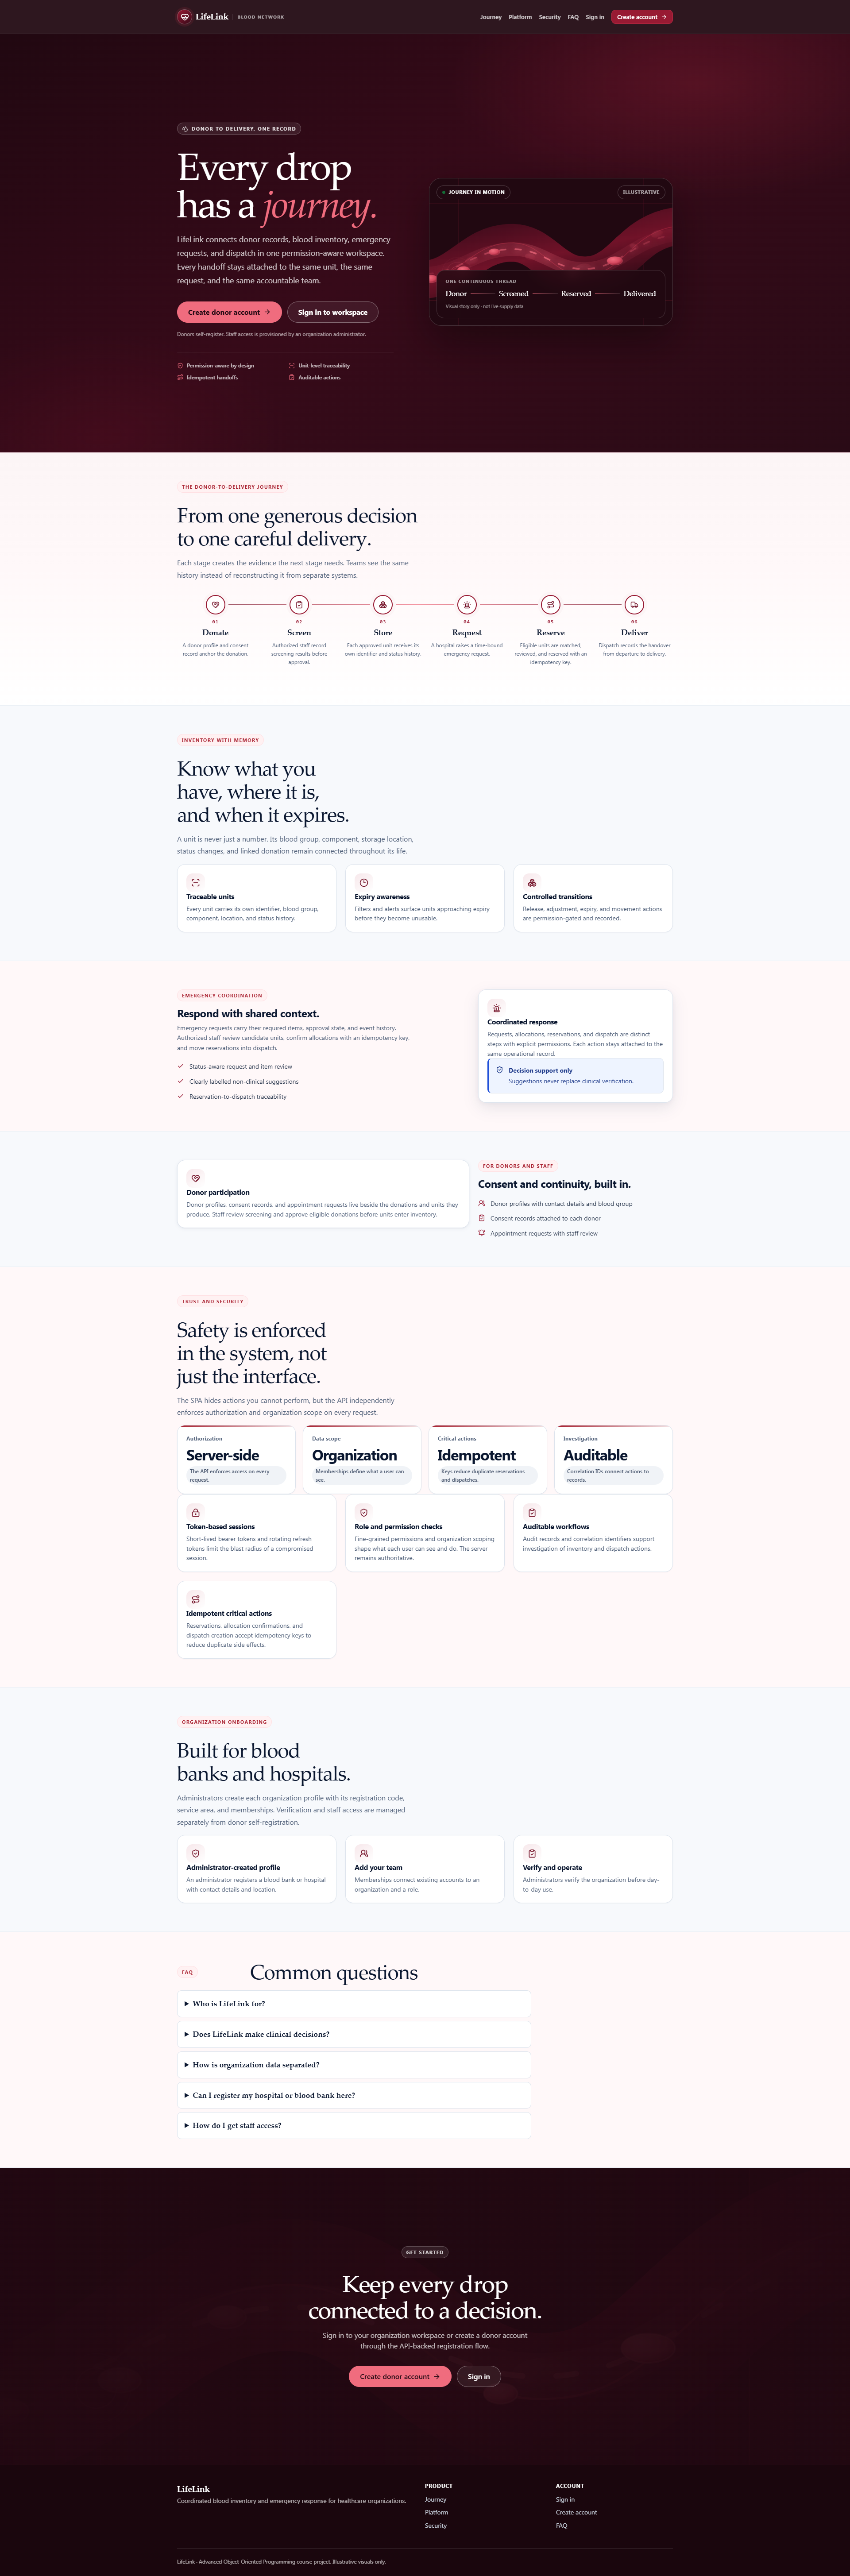 LifeLink
BLOOD NETWORK
Journey
Platform
Security
FAQ
Sign in
Create account
DONOR TO DELIVERY, ONE RECORD
Every drop
has a journey.
LifeLink connects donor records, blood inventory, emergency
requests, and dispatch in one permission-aware workspace.
Every handoff stays attached to the same unit, the same
request, and the same accountable team.
Create donor account
Sign in to workspace
Donors self-register. Staff access is provisioned by an organization administrator.
Permission-aware by design
Unit-level traceability
Idempotent handoffs
Auditable actions
JOURNEY IN MOTION
ILLUSTRATIVE
ONE CONTINUOUS THREAD
Donor
Screened
Reserved
Delivered
Visual story only · not live supply data
THE DONOR-TO-DELIVERY JOURNEY
From one generous decision
to one careful delivery.
Each stage creates the evidence the next stage needs. Teams see the same
history instead of reconstructing it from separate systems.
01
Donate
A donor profile and consent
record anchor the donation.
02
Screen
Authorized staff record
screening results before
approval.
03
Store
Each approved unit receives its
own identifier and status history.
04
Request
A hospital raises a time-bound
emergency request.
05
Reserve
Eligible units are matched,
reviewed, and reserved with an
idempotency key.
06
Deliver
Dispatch records the handover
from departure to delivery.
INVENTORY WITH MEMORY
Know what you
have, where it is,
and when it expires.
A unit is never just a number. Its blood group, component, storage location,
status changes, and linked donation remain connected throughout its life.
Traceable units
Every unit carries its own identifier, blood group,
component, location, and status history.
Expiry awareness
Filters and alerts surface units approaching expiry
before they become unusable.
Controlled transitions
Release, adjustment, expiry, and movement actions
are permission-gated and recorded.
EMERGENCY COORDINATION
Respond with shared context.
Emergency requests carry their required items, approval state, and event history.
Authorized staff review candidate units, confirm allocations with an idempotency key,
and move reservations into dispatch.
Status-aware request and item review
Clearly labelled non-clinical suggestions
Reservation-to-dispatch traceability
Coordinated response
Requests, allocations, reservations, and dispatch are distinct
steps with explicit permissions. Each action stays attached to the
same operational record.
Decision support only
Suggestions never replace clinical verification.
Donor participation
Donor profiles, consent records, and appointment requests live beside the donations and units they
produce. Staff review screening and approve eligible donations before units enter inventory.
FOR DONORS AND STAFF
Consent and continuity, built in.
Donor profiles with contact details and blood group
Consent records attached to each donor
Appointment requests with staff review
TRUST AND SECURITY
Safety is enforced
in the system, not
just the interface.
The SPA hides actions you cannot perform, but the API independently
enforces authorization and organization scope on every request.
Authorization
Server-side
The API enforces access on every
request.
Data scope
Organization
Memberships define what a user can
see.
Critical actions
Idempotent
Keys reduce duplicate reservations
and dispatches.
Investigation
Auditable
Correlation IDs connect actions to
records.
Token-based sessions
Short-lived bearer tokens and rotating refresh
tokens limit the blast radius of a compromised
session.
Role and permission checks
Fine-grained permissions and organization scoping
shape what each user can see and do. The server
remains authoritative.
Auditable workflows
Audit records and correlation identifiers support
investigation of inventory and dispatch actions.
Idempotent critical actions
Reservations, allocation confirmations, and
dispatch creation accept idempotency keys to
reduce duplicate side effects.
ORGANIZATION ONBOARDING
Built for blood
banks and hospitals.
Administrators create each organization profile with its registration code,
service area, and memberships. Verification and staff access are managed
separately from donor self-registration.
Administrator-created profile
An administrator registers a blood bank or hospital
with contact details and location.
Add your team
Memberships connect existing accounts to an
organization and a role.
Verify and operate
Administrators verify the organization before day-
to-day use.
FAQ
Common questions
Who is LifeLink for?
Does LifeLink make clinical decisions?
How is organization data separated?
Can I register my hospital or blood bank here?
How do I get staff access?
GET STARTED
Keep every drop
connected to a decision.
Sign in to your organization workspace or create a donor account
through the API-backed registration flow.
Create donor account
Sign in
LifeLink
Coordinated blood inventory and emergency response for healthcare organizations.
PRODUCT
Journey
Platform
Security
ACCOUNT
Sign in
Create account
FAQ
LifeLink · Advanced Object-Oriented Programming course project. Illustrative visuals only.